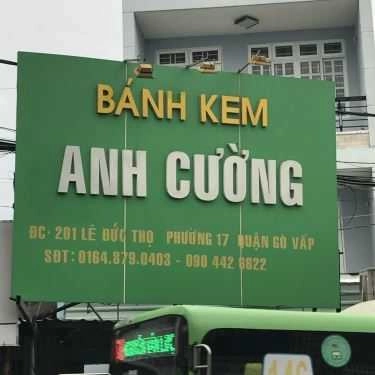 BÁNH KEM
ANH CƯỜNG
ĐC: 291 LÊ ĐỨC THỌ PHƯỜNG 17 QUẬN GÒ VẤP
SĐT: 0164.879.0403 - 090 442 6822